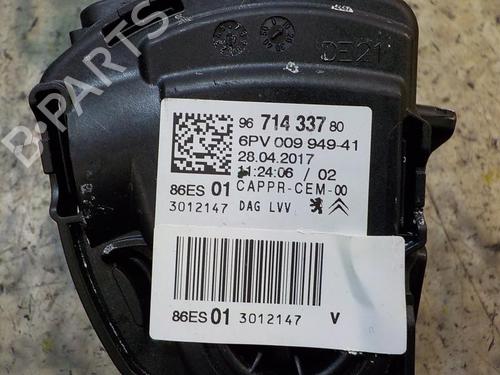 DE21
96 714 337 80
6PV 009 949-41
28.04.2017
11:24:06 / 02
86ES 01 CAPPR-CEM-00
3012147 DAG LVV
86ES 01 3012147 V
B-PARTS